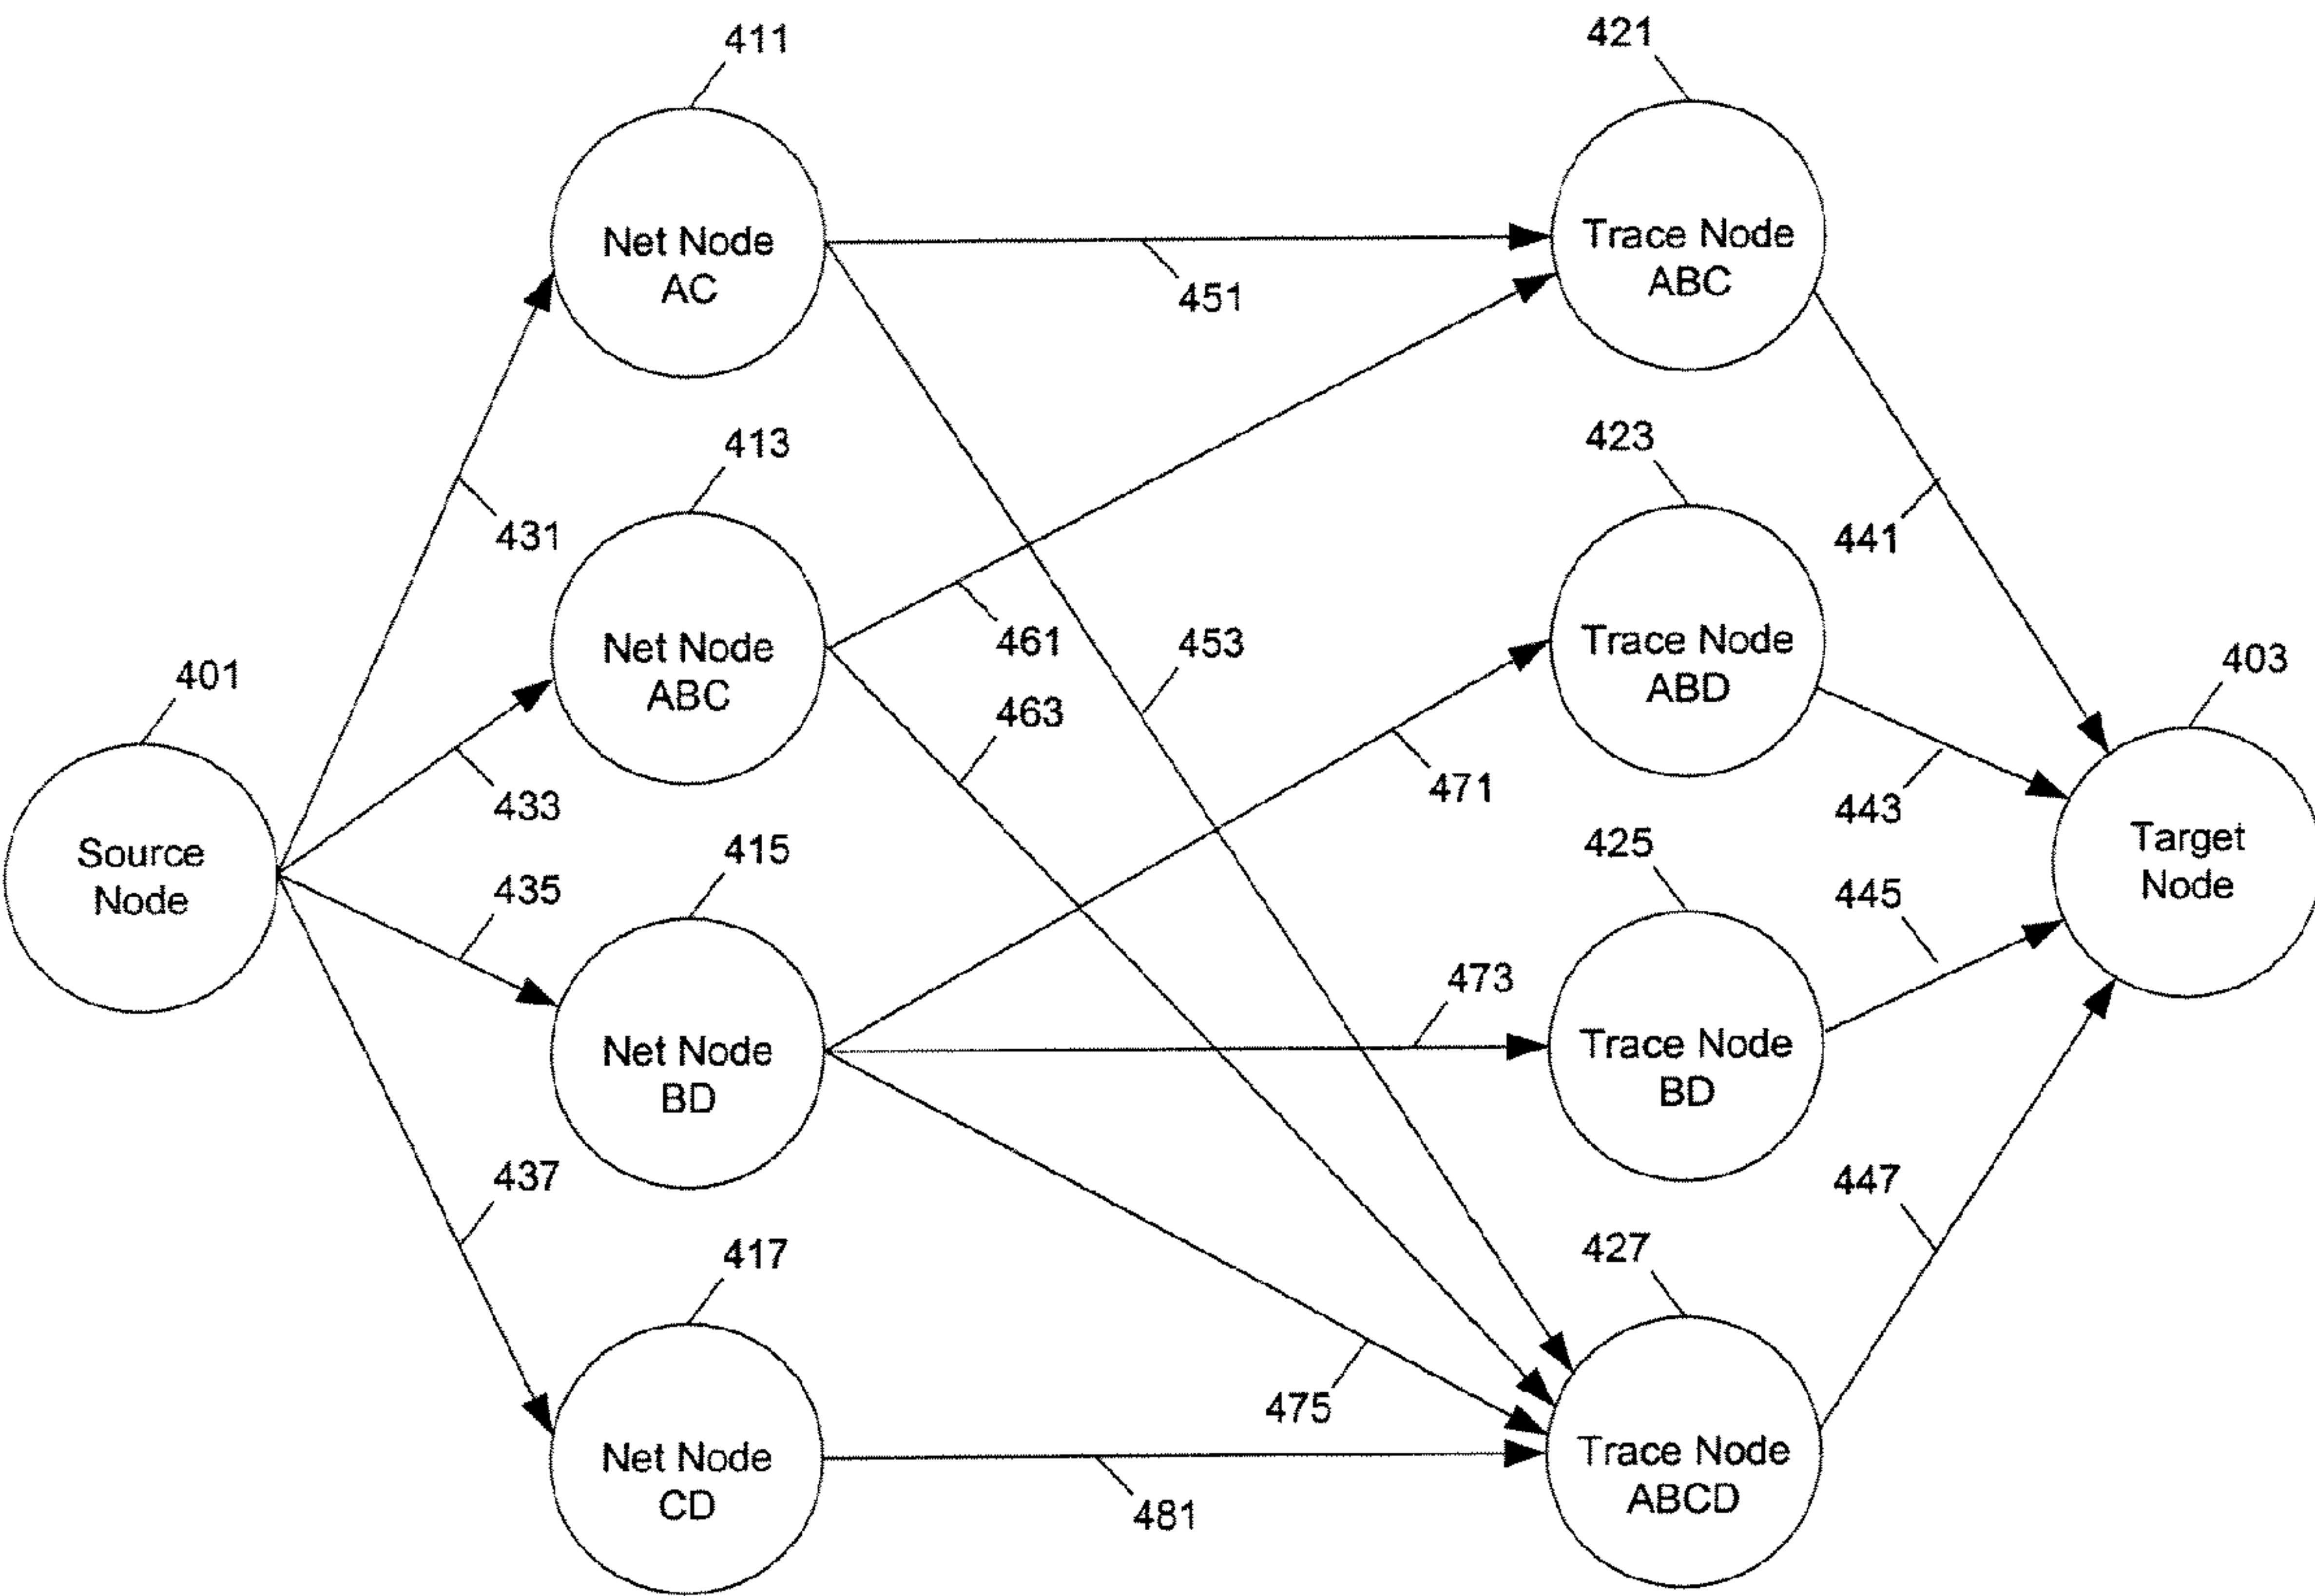 411
421
Net Node
AC
Trace Node
ABC
451
413
423
431
441
Net Node
ABC
461
453
Trace Node
ABD
403
401
463
433
471
443
Source
Node
435
415
425
445
Target
Node
473
Net Node
BD
Trace Node
BD
437
447
417
427
475
Net Node
CD
481
Trace Node
ABCD